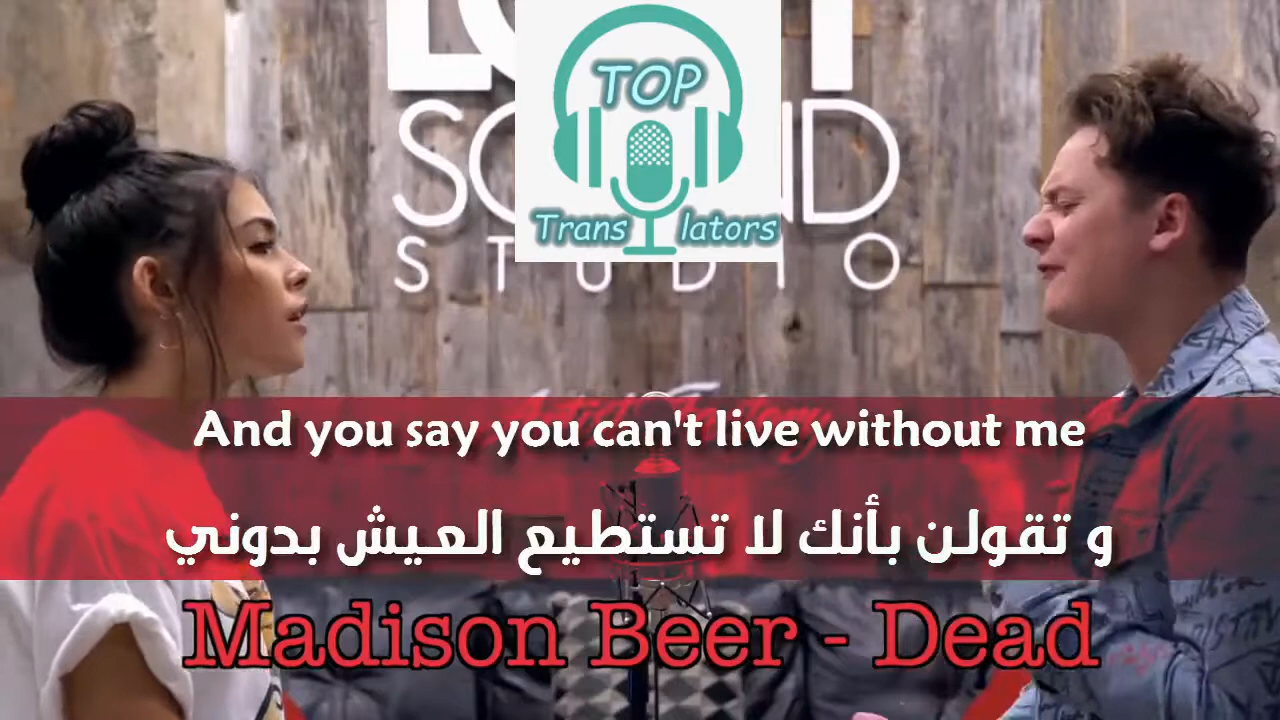 TOP
Trans lators
STUDIO
And you say you can't live without me
و تقولن بأنك لا تستطيع العيش بدوني
Madison Beer - Dead